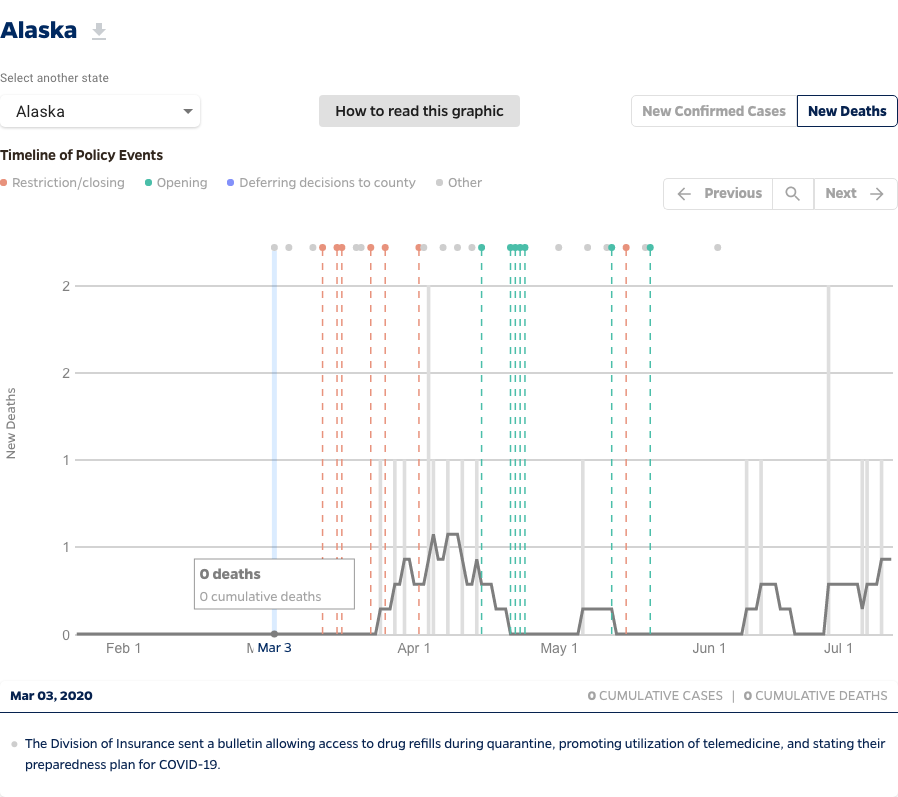 Alaska
Select another state
Alaska
How to read this graphic
New Confirmed Cases
New Deaths
Timeline of Policy Events
Restriction/closing
Opening
Deferring decisions to county
Other
Previous
Next
2
2
1
1
0
New Deaths
0 deaths
0 cumulative deaths
Feb 1
M
Mar 3
Apr 1
May 1
Jun 1
Jul 1
Mar 03, 2020
0 CUMULATIVE CASES | 0 CUMULATIVE DEATHS
The Division of Insurance sent a bulletin allowing access to drug refills during quarantine, promoting utilization of telemedicine, and stating their
preparedness plan for COVID-19.